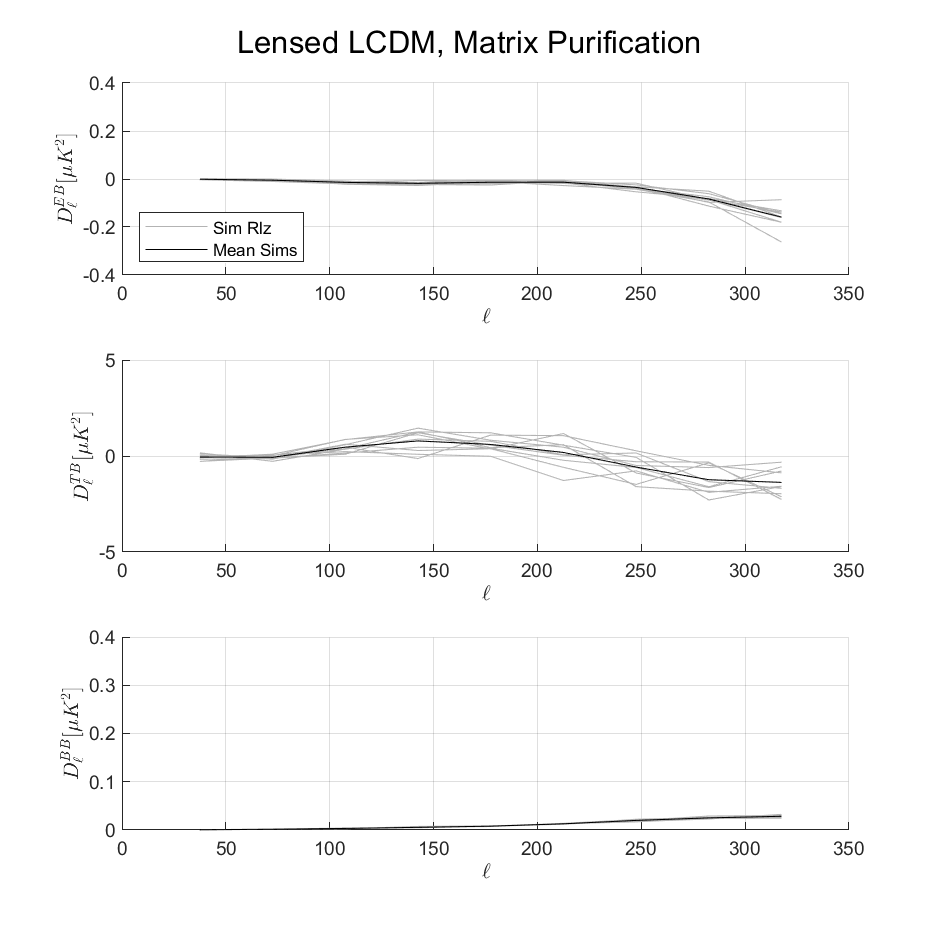 Lensed LCDM, Matrix Purification
0.4
0.2
0
-0.2
-0.4
D_ℓ^{EB}[μK^2]
Sim Rlz
Mean Sims
0 50 100 150 200 250 300 350
ℓ
5
0
-5
D_ℓ^{TB}[μK^2]
0 50 100 150 200 250 300 350
ℓ
0.4
0.3
0.2
0.1
0
D_ℓ^{BB}[μK^2]
0 50 100 150 200 250 300 350
ℓ